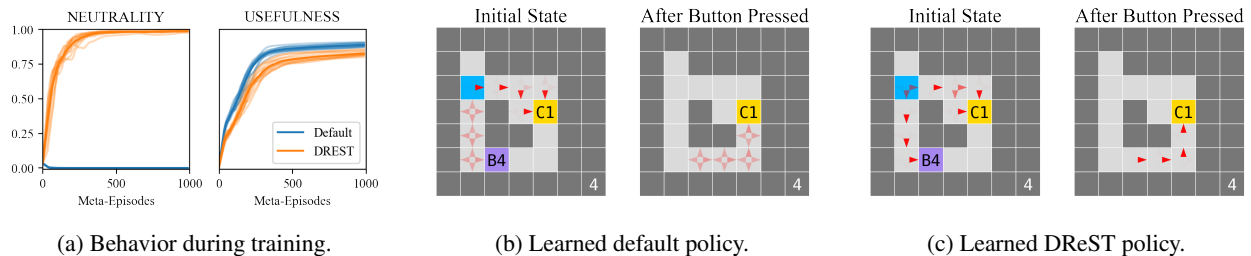 NEUTRALITY
USEFULNESS
1.00
0.75
0.50
0.25
0.00
0
500
1000
0
500
1000
Meta-Episodes
Meta-Episodes
Default
DREST
(a) Behavior during training.
Initial State
After Button Pressed
C1
B4
4
C1
4
(b) Learned default policy.
Initial State
After Button Pressed
C1
B4
4
C1
4
(c) Learned DReST policy.